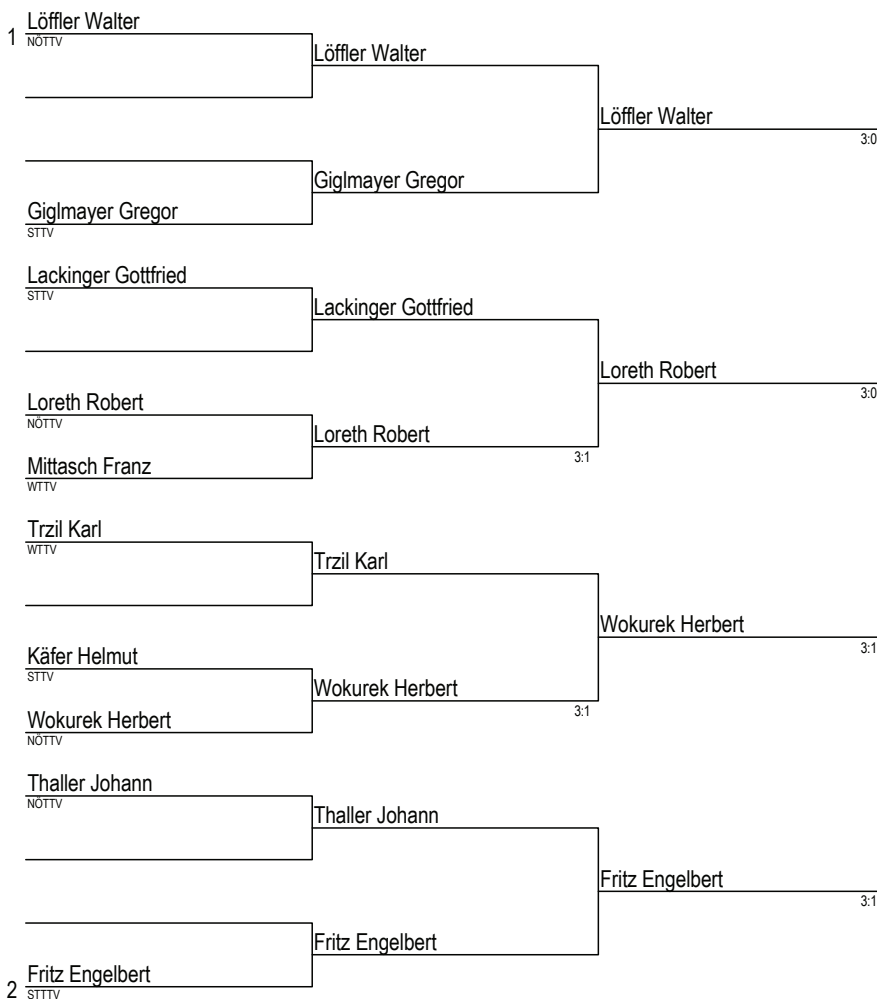 1 Löffler Walter
NÖTTV
Löffler Walter
Löffler Walter
3:0
Giglmayer Gregor
Giglmayer Gregor
STTV
Lackinger Gottfried
STTV
Lackinger Gottfried
Loreth Robert
3:0
Loreth Robert
NÖTTV
Loreth Robert
3:1
Mittasch Franz
WTTV
Trzil Karl
WTTV
Trzil Karl
Wokurek Herbert
3:1
Käfer Helmut
STTV
Wokurek Herbert
3:1
Wokurek Herbert
NÖTTV
Thaller Johann
NÖTTV
Thaller Johann
Fritz Engelbert
3:1
Fritz Engelbert
2 Fritz Engelbert
STTTV